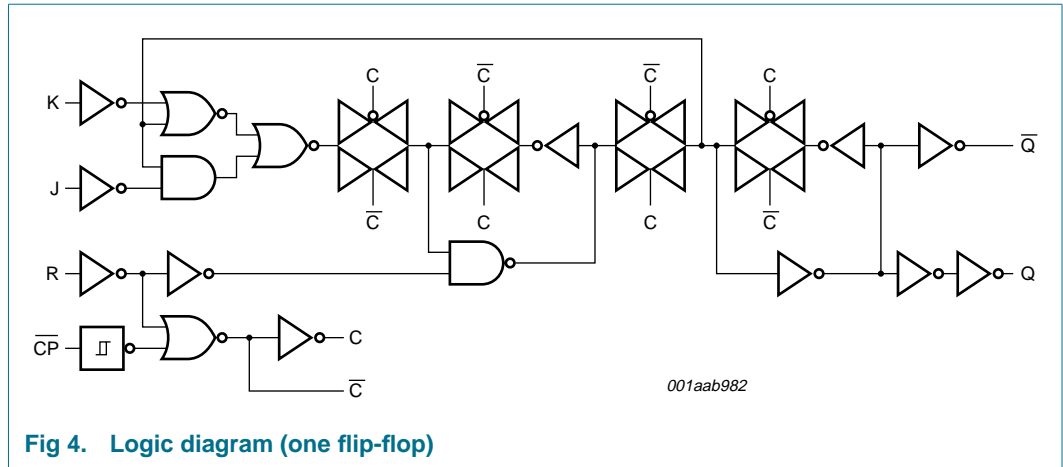 C C̅ C̅ C
K
Q̅
J
C̅ C C C̅
R
Q
C̅P̅ C
C̅
001aab982
Fig 4. Logic diagram (one flip-flop)